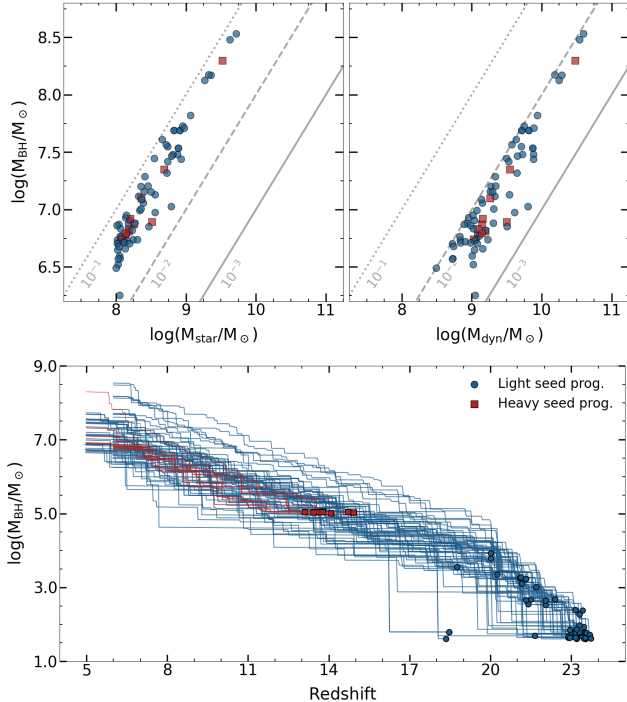 8.5
8.0
7.5
7.0
6.5
log(M_BH/M_⊙)
10^-1
10^-2
10^-3
10^-1
10^-3
8 9 10 11
8 9 10 11
log(M_star/M_⊙)
log(M_dyn/M_⊙)
9.0
7.0
5.0
3.0
1.0
log(M_BH/M_⊙)
Light seed prog.
Heavy seed prog.
5 8 11 14 17 20 23
Redshift